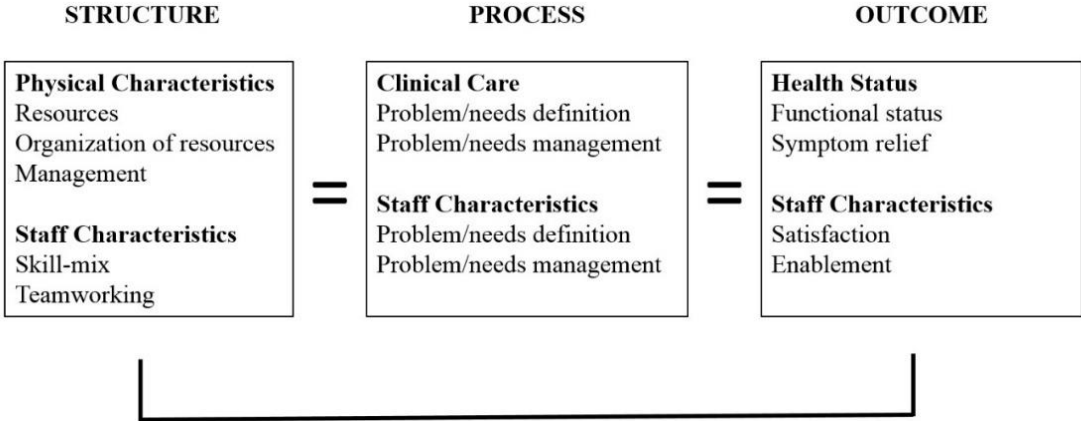 STRUCTURE
PROCESS
OUTCOME
Physical Characteristics
Resources
Organization of resources
Management
Staff Characteristics
Skill-mix
Teamworking
=
Clinical Care
Problem/needs definition
Problem/needs management
Staff Characteristics
Problem/needs definition
Problem/needs management
=
Health Status
Functional status
Symptom relief
Staff Characteristics
Satisfaction
Enablement